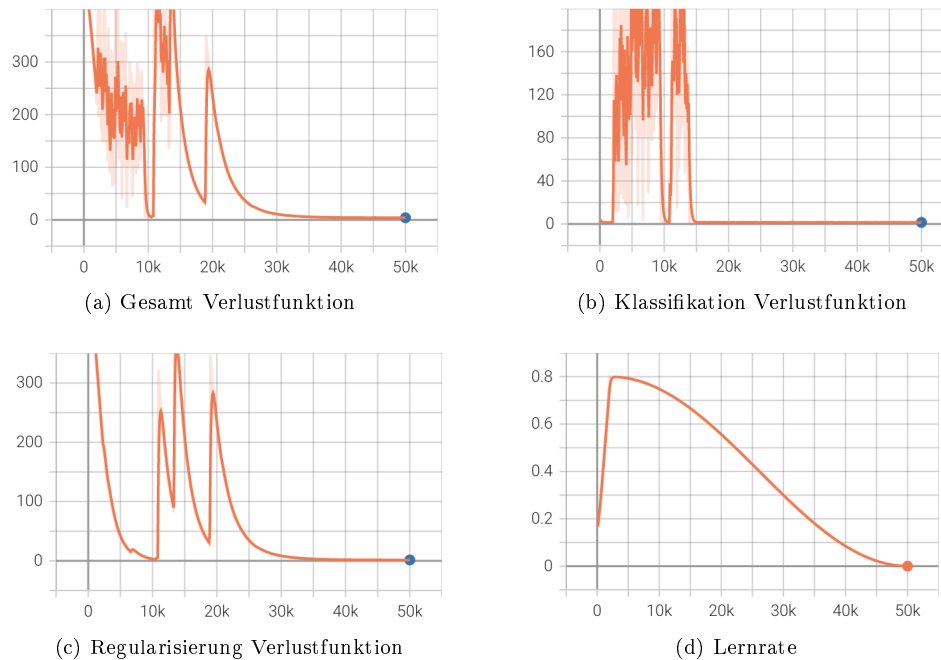 300
200
100
0
0 10k 20k 30k 40k 50k
(a) Gesamt Verlustfunktion
160
120
80
40
0
0 10k 20k 30k 40k 50k
(b) Klassifikation Verlustfunktion
300
200
100
0
0 10k 20k 30k 40k 50k
(c) Regularisierung Verlustfunktion
0.8
0.6
0.4
0.2
0
0 10k 20k 30k 40k 50k
(d) Lernrate